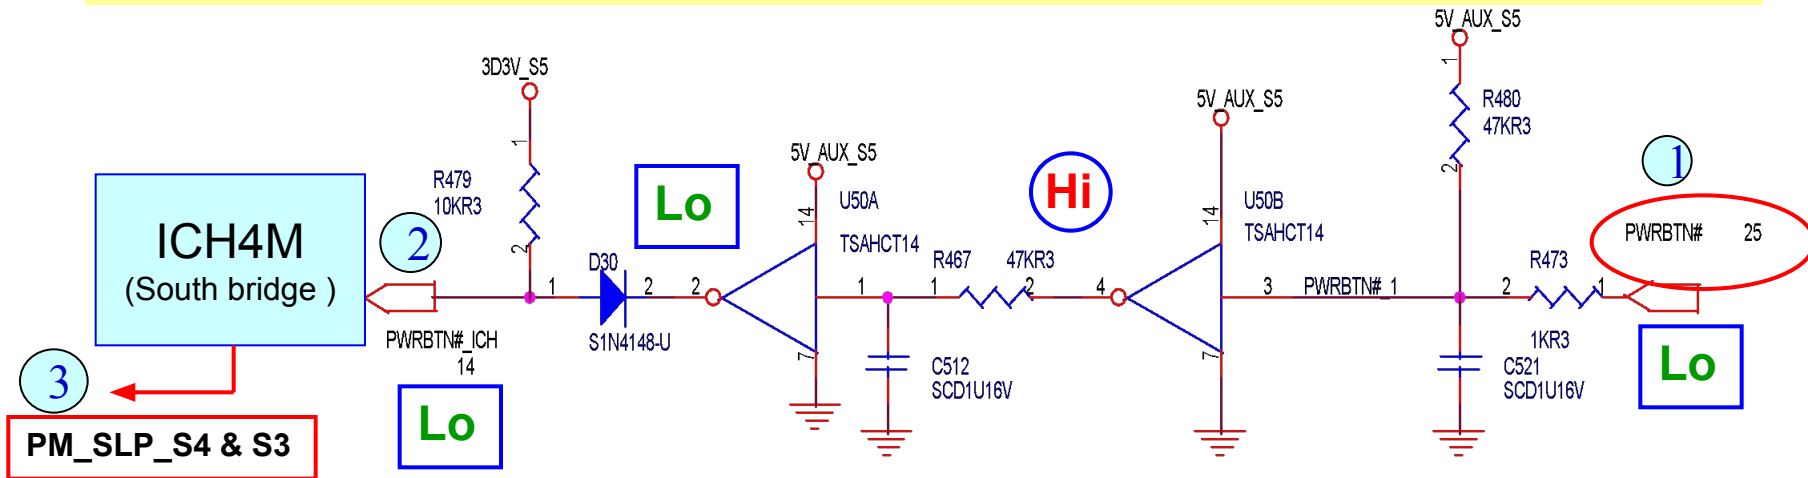 5V_AUX_S5
3D3V_S5
1
R480
47KR3
5V_AUX_S5
1
5V_AUX_S5
2
1
R479
10KR3
Lo
Hi
U50A
TSAHCT14
14
U50B
TSAHCT14
14
PWRBTN# 25
ICH4M
(South bridge )
2
2
D30
R467 47KR3
R473
1 2 2 1 1 2 4 3 PWRBTN#_1 2 1
S1N4148-U
PWRBTN#_ICH
14
7
7
C512
SCD1U16V
1KR3
C521
SCD1U16V
Lo
3
Lo
PM_SLP_S4 & S3